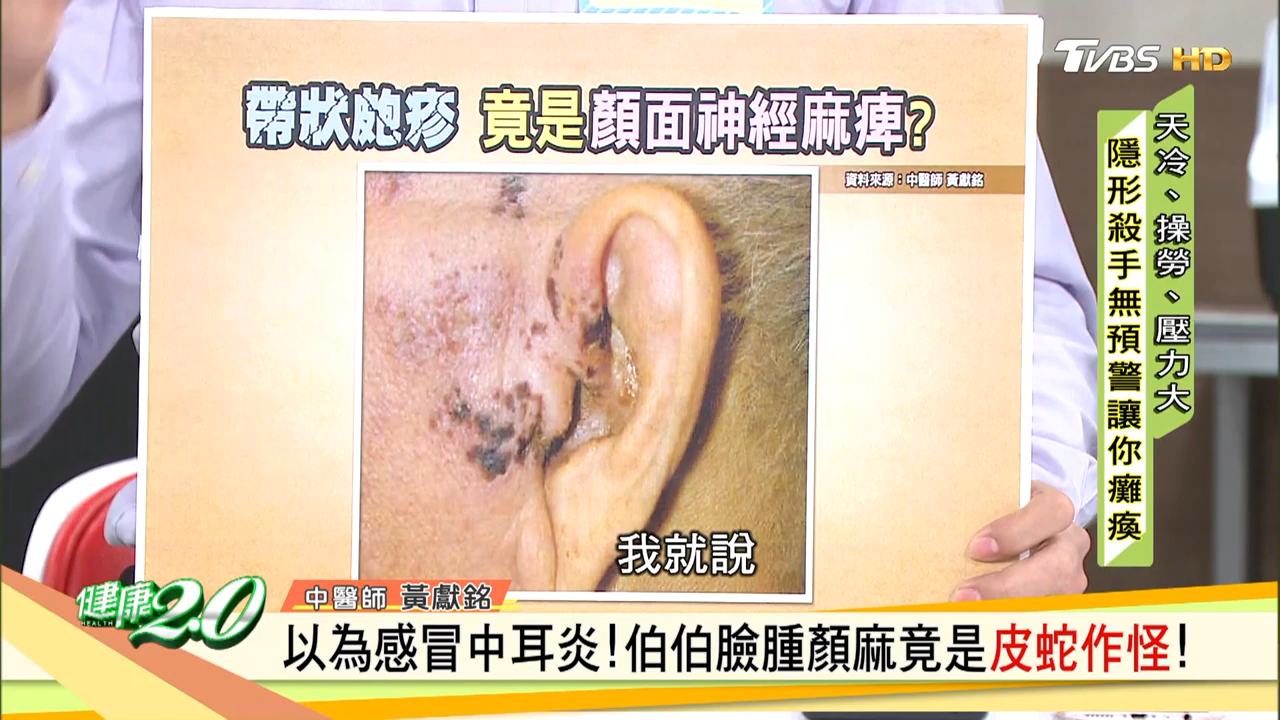 TVBS HD
帶狀皰疹 竟是顏面神經麻痺?
資料來源:中醫師 黃獻銘
天冷、操勞、壓力大
隱形殺手無預警讓你癱瘓
我就說
健康2.0
HEALTH
中醫師 黃獻銘
以為感冒中耳炎!伯伯臉腫顏麻竟是皮蛇作怪!